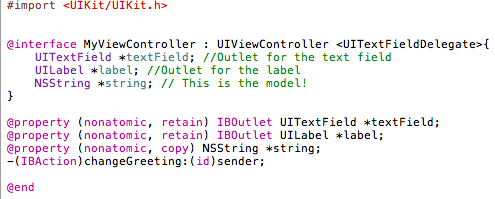 #import <UIKit/UIKit.h>
@interface MyViewController : UIViewController <UITextFieldDelegate>{
UITextField *textField; //Outlet for the text field
UILabel *label; //Outlet for the label
NSString *string; // This is the model!
}
@property (nonatomic, retain) IBOutlet UITextField *textField;
@property (nonatomic, retain) IBOutlet UILabel *label;
@property (nonatomic, copy) NSString *string;
-(IBAction)changeGreeting:(id)sender;
@end